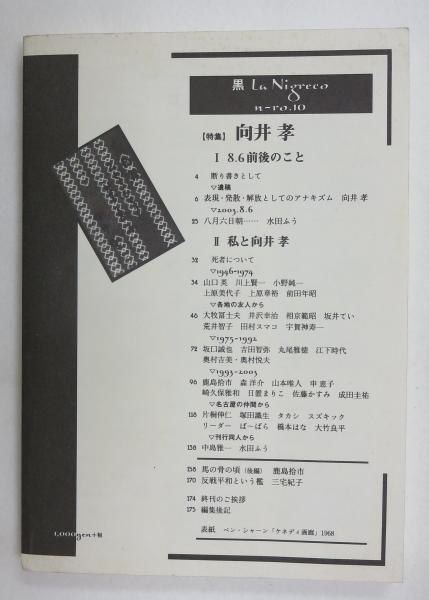 黒 La Nigreco
n-ro.10
【特集】 向井 孝
Ⅰ 8.6前後のこと
4 断り書きとして
▽遺稿
6 表現・発散・解放としてのアナキズム 向井 孝
▽2003.8.6
25 八月六日朝…… 水田ふう
Ⅱ 私と向井 孝
32 死者について
▽1946-1974
34 山口 英 川上賢一 小野純一
上原美代子 上原章裕 前田年昭
▽各地の友人から
46 大牧冨士夫 井沢幸治 相京範昭 坂井てい
荒井智子 田村スマコ 宇賀神寿一
▽1975-1992
72 坂口誠也 吉田智弥 丸尾雅徳 江下時代
奥村吉美・奥村悦夫
▽1993-2003
96 鹿島拾市 森 洋介 山本唯人 申 恵子
崎久保雅和 日置まりこ 佐藤かすみ 成田圭祐
▽名古屋の仲間から
118 片桐伸仁 塚田識生 タカシ スズキック
リーダー ば〜ばら 橋本はな 大竹良平
▽刊行同人から
138 中島雅一 水田ふう
158 馬の骨の頃（後編） 鹿島拾市
170 反戦平和という檻 三宅紀子
174 終刊のご挨拶
175 編集後記
表紙 ベン・シャーン「ケネディ画廊」1968
1,000gen+税